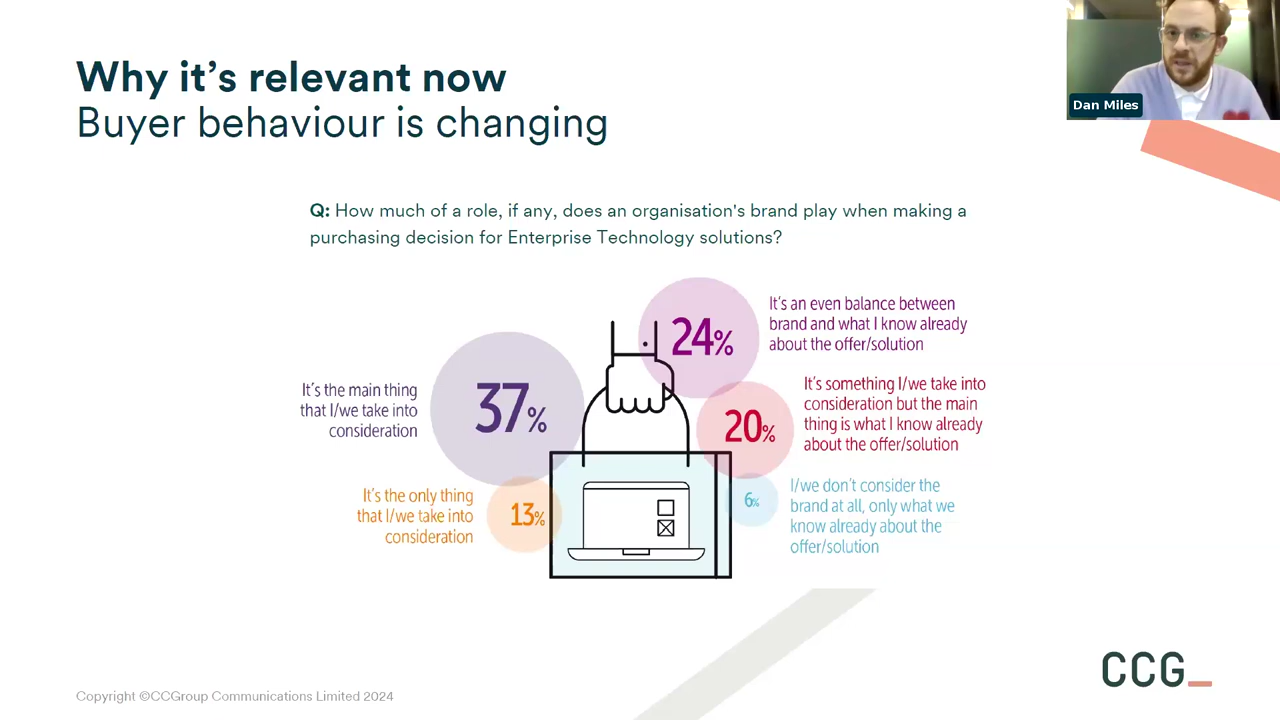 Why it's relevant now
Buyer behaviour is changing
Dan Miles
Q: How much of a role, if any, does an organisation's brand play when making a
purchasing decision for Enterprise Technology solutions?
24%
It's an even balance between
brand and what I know already
about the offer/solution
It's the main thing
that I/we take into
consideration
37%
20%
It's something I/we take into
consideration but the main
thing is what I know already
about the offer/solution
It's the only thing
that I/we take into
consideration
13%
6%
I/we don't consider the
brand at all, only what we
know already about the
offer/solution
CCG_
Copyright ©CCGroup Communications Limited 2024